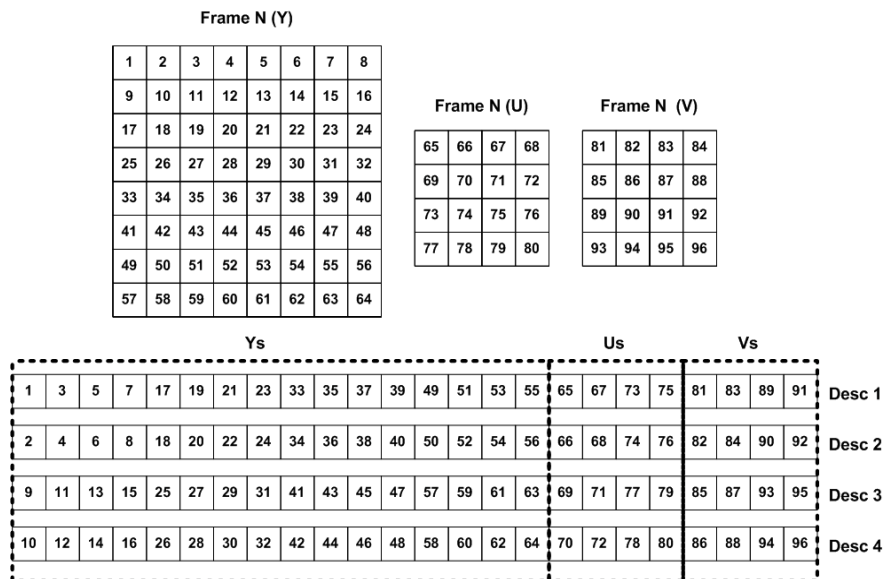 Frame N (Y)
1 2 3 4 5 6 7 8
9 10 11 12 13 14 15 16
17 18 19 20 21 22 23 24
25 26 27 28 29 30 31 32
33 34 35 36 37 38 39 40
41 42 43 44 45 46 47 48
49 50 51 52 53 54 55 56
57 58 59 60 61 62 63 64
Frame N (U)
65 66 67 68
69 70 71 72
73 74 75 76
77 78 79 80
Frame N (V)
81 82 83 84
85 86 87 88
89 90 91 92
93 94 95 96
Ys Us Vs
1 3 5 7 17 19 21 23 33 35 37 39 49 51 53 55 65 67 73 75 81 83 89 91 Desc 1
2 4 6 8 18 20 22 24 34 36 38 40 50 52 54 56 66 68 74 76 82 84 90 92 Desc 2
9 11 13 15 25 27 29 31 41 43 45 47 57 59 61 63 69 71 77 79 85 87 93 95 Desc 3
10 12 14 16 26 28 30 32 42 44 46 48 58 60 62 64 70 72 78 80 86 88 94 96 Desc 4